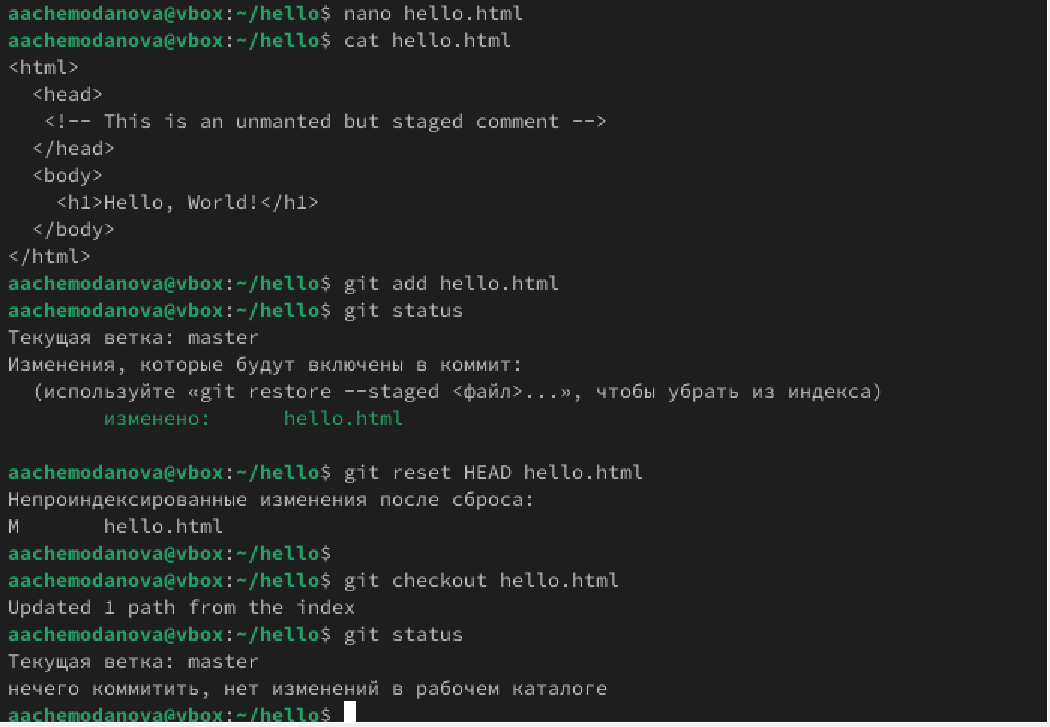 aachemodanova@vbox:~/hello$ nano hello.html
aachemodanova@vbox:~/hello$ cat hello.html
<html>
  <head>
   <!-- This is an unmanted but staged comment -->
  </head>
  <body>
    <h1>Hello, World!</h1>
  </body>
</html>
aachemodanova@vbox:~/hello$ git add hello.html
aachemodanova@vbox:~/hello$ git status
Текущая ветка: master
Изменения, которые будут включены в коммит:
  (используйте «git restore --staged <файл>...», чтобы убрать из индекса)
        изменено:      hello.html

aachemodanova@vbox:~/hello$ git reset HEAD hello.html
Непроиндексированные изменения после сброса:
M       hello.html
aachemodanova@vbox:~/hello$
aachemodanova@vbox:~/hello$ git checkout hello.html
Updated 1 path from the index
aachemodanova@vbox:~/hello$ git status
Текущая ветка: master
нечего коммитить, нет изменений в рабочем каталоге
aachemodanova@vbox:~/hello$